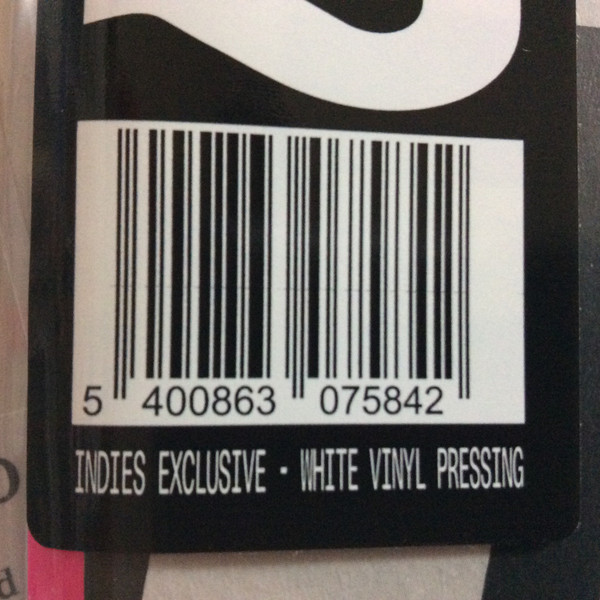 5 400863 075842
INDIES EXCLUSIVE - WHITE VINYL PRESSING
d